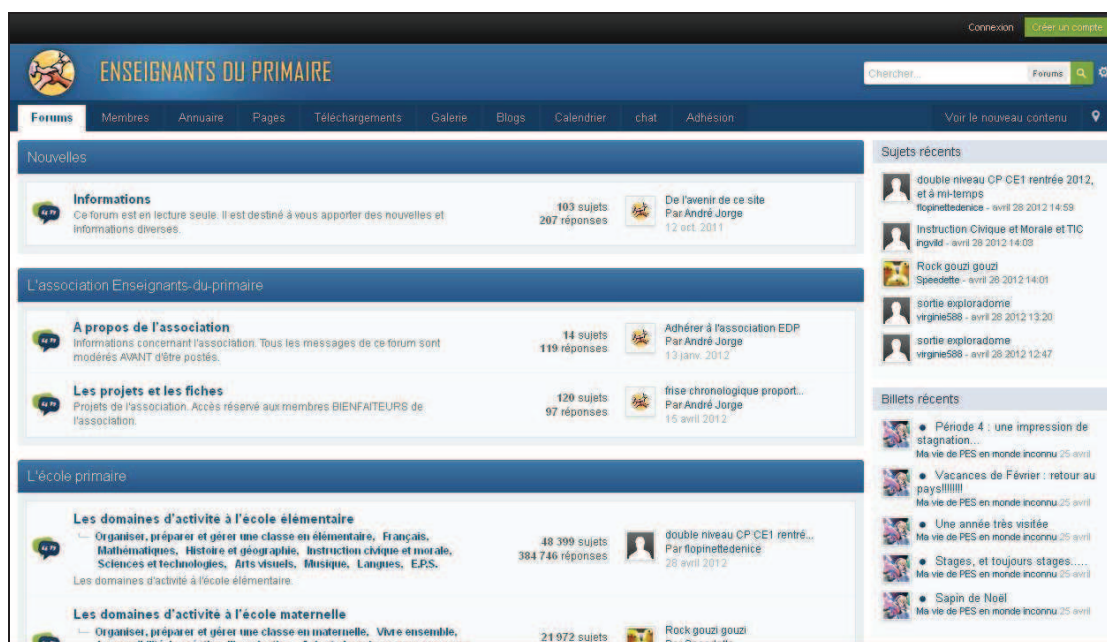 Connexion Créer un compte
ENSEIGNANTS DU PRIMAIRE
Chercher... Forums
Forums Membres Annuaire Pages Téléchargements Galerie Blogs Calendrier chat Adhésion Voir le nouveau contenu
Nouvelles
Informations
Ce forum est en lecture seule. Il est destiné à vous apporter des nouvelles et
informations diverses.
103 sujets
207 réponses
De l'avenir de ce site
Par André Jorge
12 oct. 2011
L'association Enseignants-du-primaire
A propos de l'association
Informations concernant l'association. Tous les messages de ce forum sont
modérés AVANT d'être postés.
14 sujets
119 réponses
Adhérer à l'association EDP
Par André Jorge
13 janv. 2012
Les projets et les fiches
Projets de l'association. Accès réservé aux membres BIENFAITEURS de
l'association.
120 sujets
97 réponses
frise chronologique proport...
Par André Jorge
15 avril 2012
L'école primaire
Les domaines d'activité à l'école élémentaire
Organiser, préparer et gérer une classe en élémentaire, Français,
Mathématiques, Histoire et géographie, Instruction civique et morale,
Sciences et technologies, Arts visuels, Musique, Langues, E.P.S.
Les domaines d'activité à l'école élémentaire.
48 399 sujets
384 746 réponses
double niveau CP CE1 rentré...
Par flopinettedenice
28 avril 2012
Les domaines d'activité à l'école maternelle
Organiser, préparer et gérer une classe en maternelle, Vivre ensemble,
21 972 sujets
Rock gouzi gouzi
Sujets récents
double niveau CP CE1 rentrée 2012,
et à mi-temps
flopinettedenice - avril 28 2012 14:59
Instruction Civique et Morale et TIC
ingvild - avril 28 2012 14:03
Rock gouzi gouzi
Speedette - avril 28 2012 14:01
sortie exploradome
virginie588 - avril 28 2012 13:20
sortie exploradome
virginie588 - avril 28 2012 12:47
Billets récents
• Période 4 : une impression de
stagnation...
Ma vie de PES en monde inconnu 25 avril
• Vacances de Février : retour au
pays!!!!!!!!
Ma vie de PES en monde inconnu 25 avril
• Une année très visitée
Ma vie de PES en monde inconnu 25 avril
• Stages, et toujours stages.....
Ma vie de PES en monde inconnu 25 avril
• Sapin de Noël
Ma vie de PES en monde inconnu 25 avril